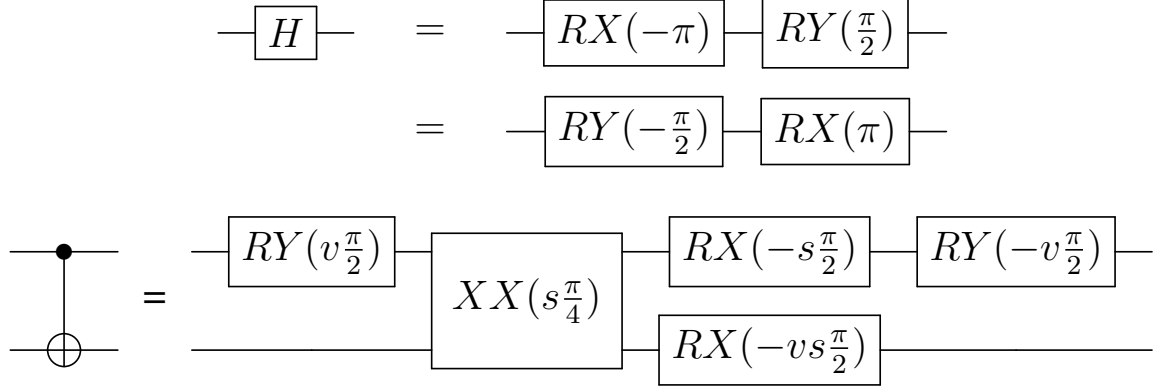 H = RX(−π) RY(π/2)
= RY(−π/2) RX(π)
RY(vπ/2) RX(−sπ/2) RY(−vπ/2)
= XX(sπ/4)
RX(−vsπ/2)